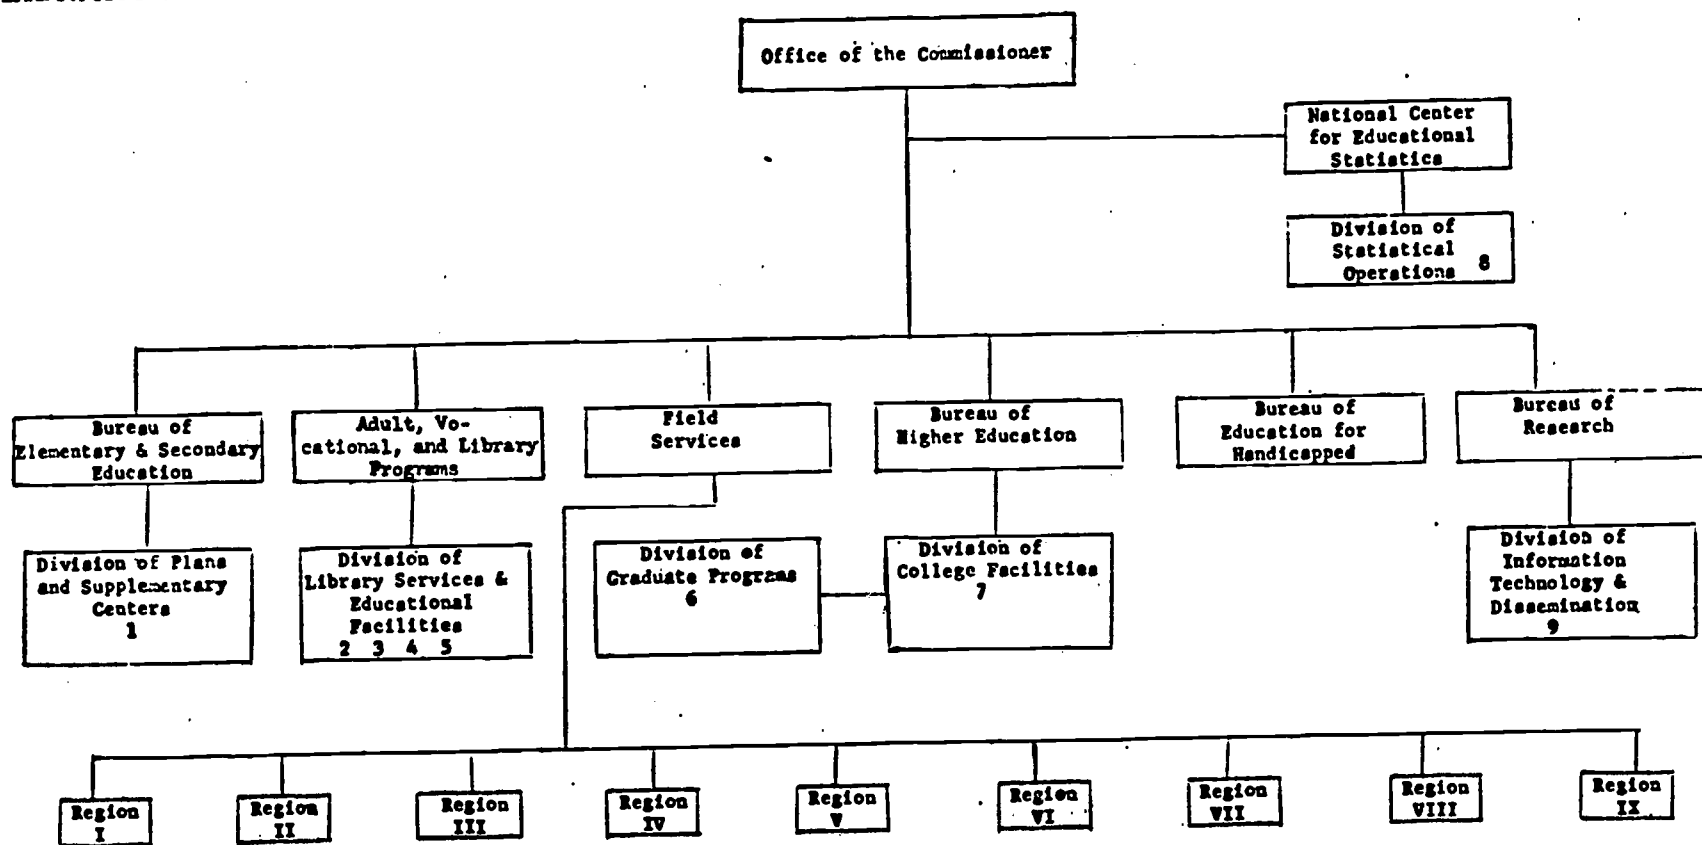 Office of the Commissioner
National Center
for Educational
Statistics
Division of
Statistical
Operations 8
Bureau of
Elementary & Secondary
Education
Adult, Vo-
cational, and Library
Programs
Field
Services
Bureau of
Higher Education
Bureau of
Education for
Handicapped
Bureau of
Research
Division of Plans
and Supplementary
Centers
1
Division of
Library Services &
Educational
Facilities
2 3 4 5
Division of
Graduate Programs
6
Division of
College Facilities
7
Division of
Information
Technology &
Dissemination
9
Region
I
Region
II
Region
III
Region
IV
Region
V
Region
VI
Region
VII
Region
VIII
Region
IX